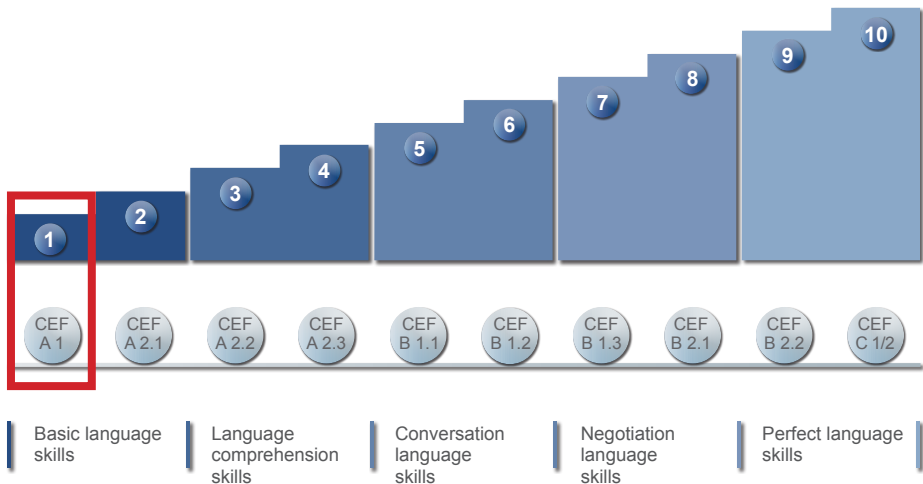 10
9
8
7
6
5
4
3
2
1
CEF
A 1
CEF
A 2.1
CEF
A 2.2
CEF
A 2.3
CEF
B 1.1
CEF
B 1.2
CEF
B 1.3
CEF
B 2.1
CEF
B 2.2
CEF
C 1/2
Basic language
skills
Language
comprehension
skills
Conversation
language
skills
Negotiation
language
skills
Perfect language
skills